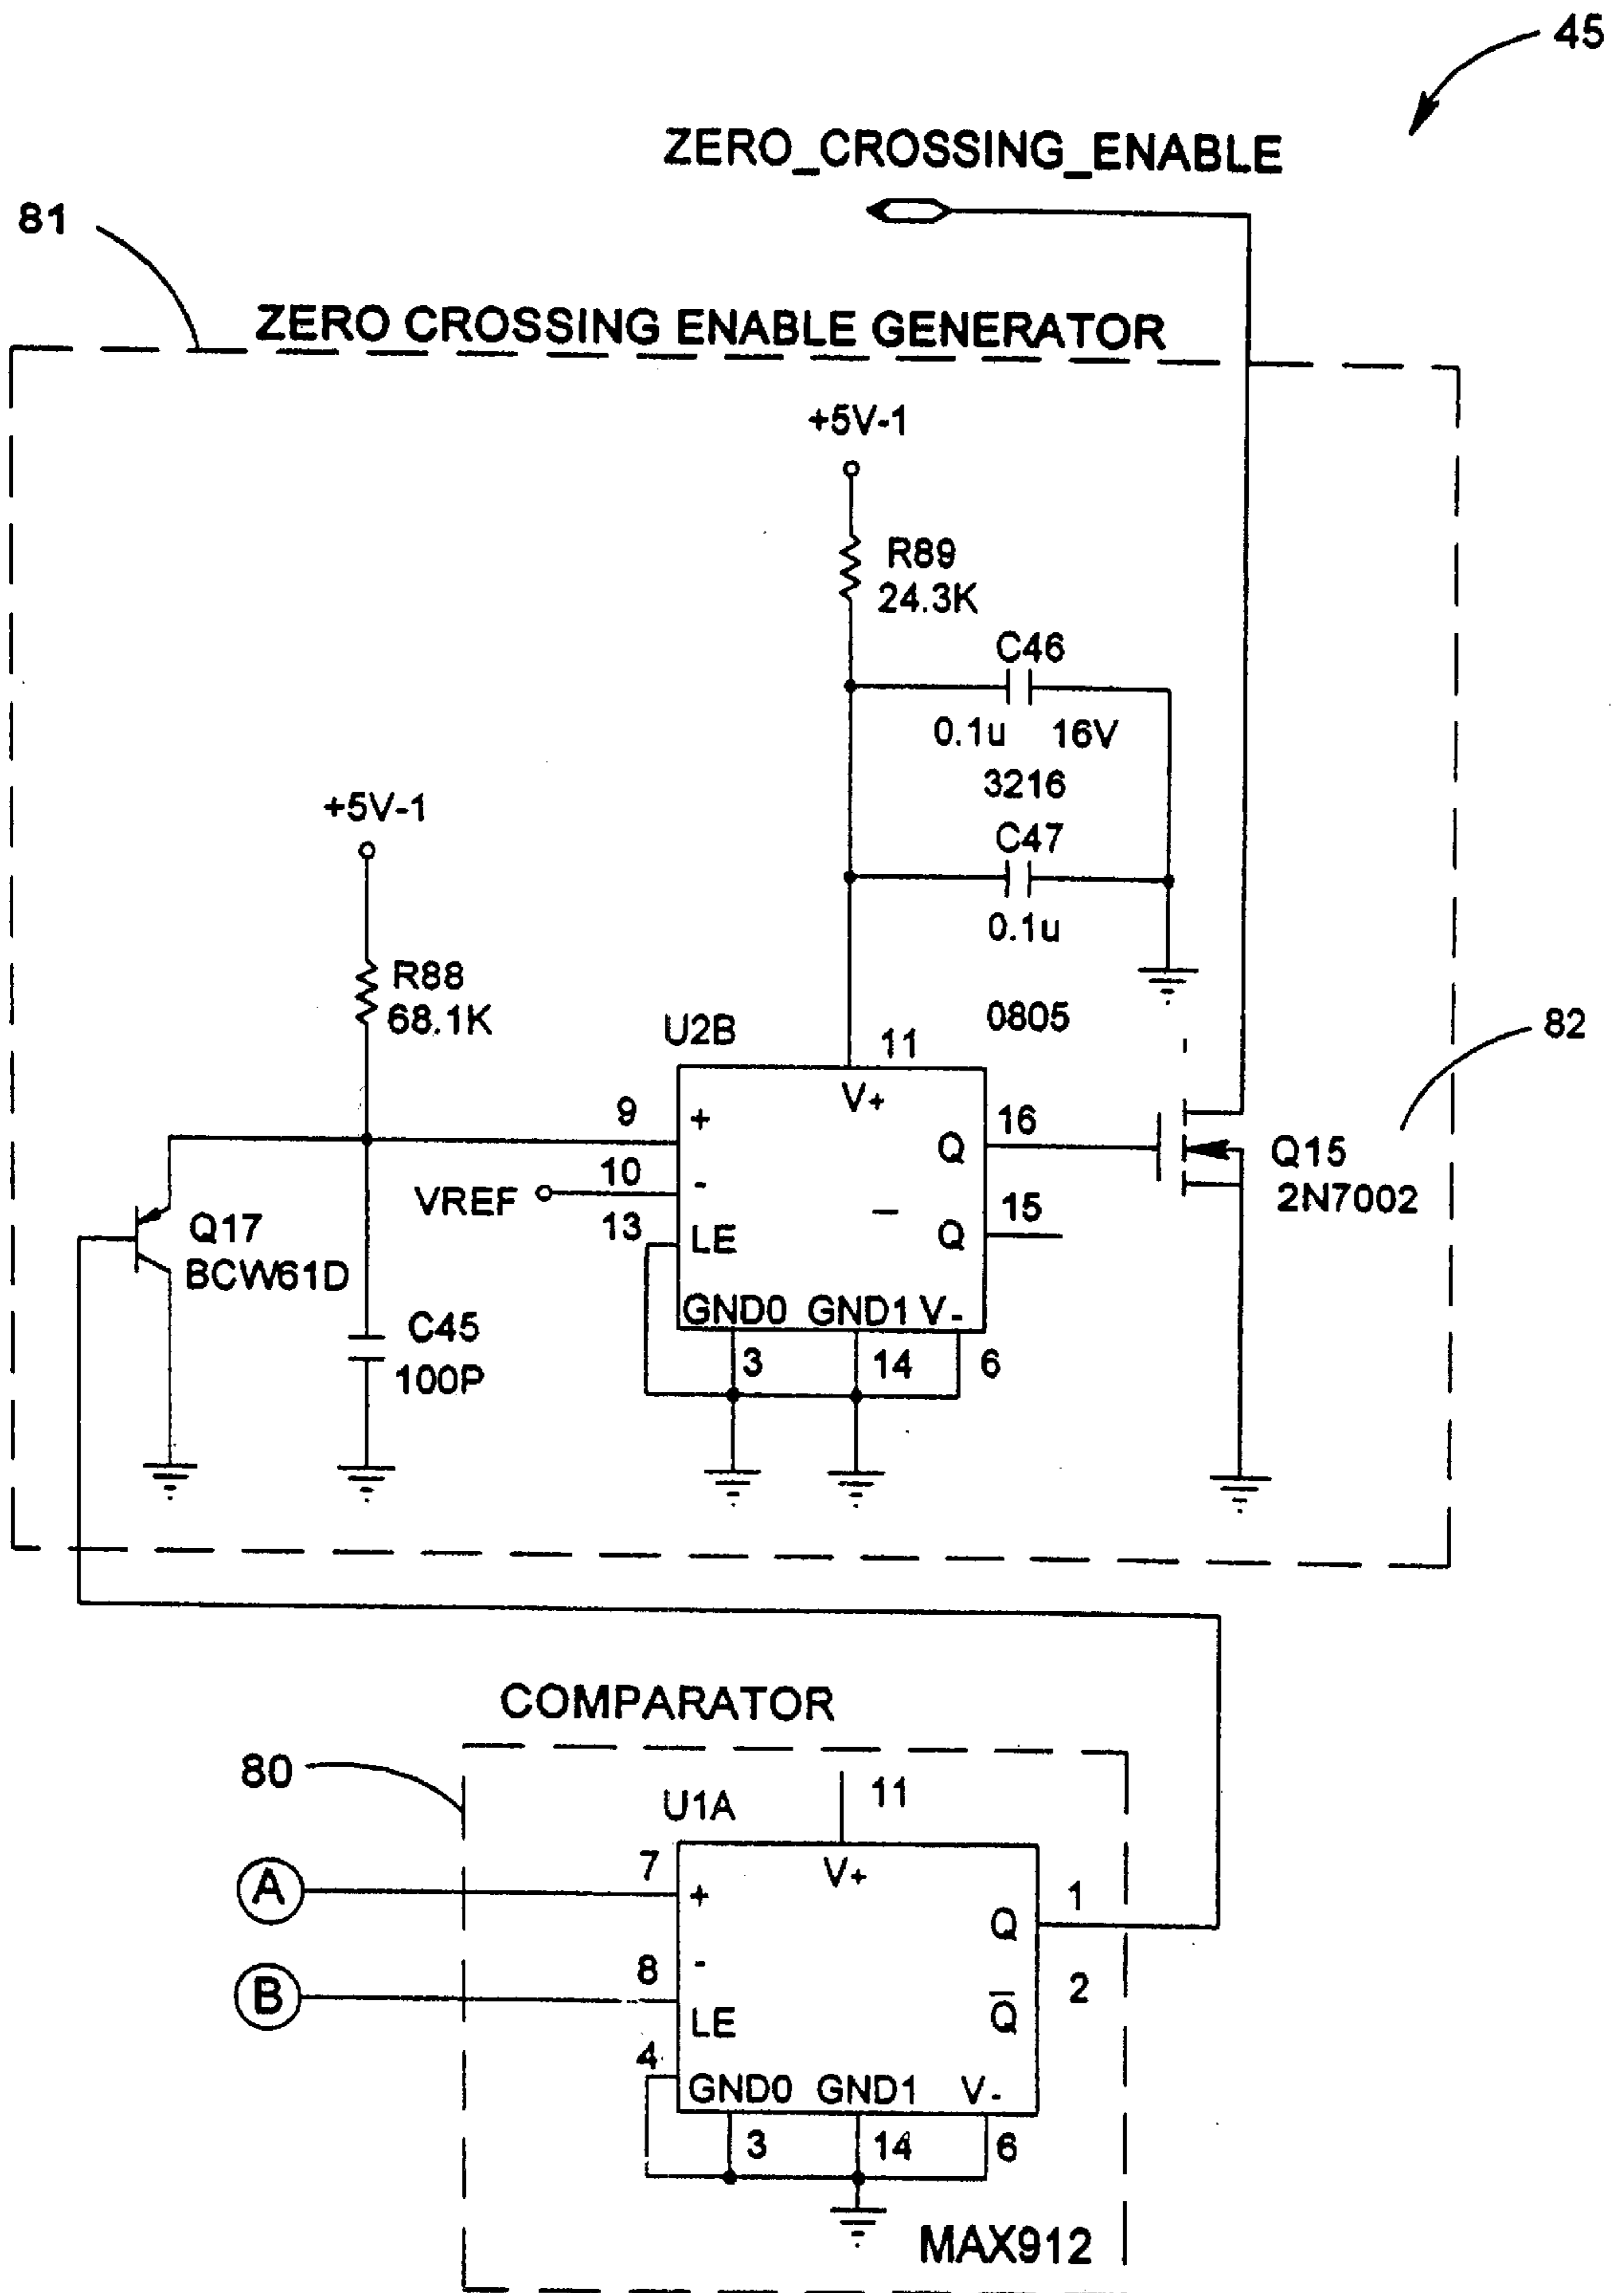 45
ZERO_CROSSING_ENABLE
81
ZERO CROSSING ENABLE GENERATOR
+5V-1
R89
24.3K
C46
0.1u 16V
3216
C47
0.1u
0805
+5V-1
R88
68.1K
U2B
11
V+
82
9
+
Q
16
10
-
VREF
13
LE
Q
15
Q15
2N7002
Q17
BCW61D
GND0 GND1 V-
3
14
6
C45
100P
COMPARATOR
80
U1A
11
V+
A
7
+
Q
1
B
8
-
LE
Q̅
2
4
GND0 GND1 V-
3
14
6
MAX912